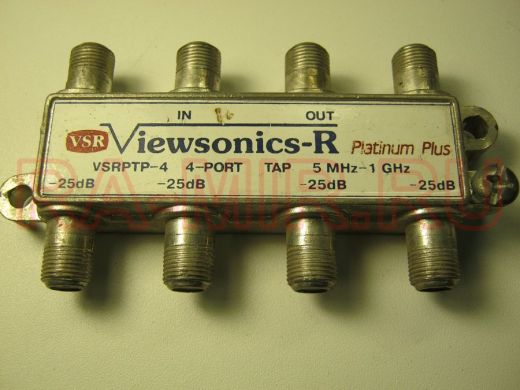 IN OUT
VSR Viewsonics-R Platinum Plus
VSRPTP-4 4-PORT TAP 5 MHz-1 GHz
-25dB -25dB -25dB -25dB